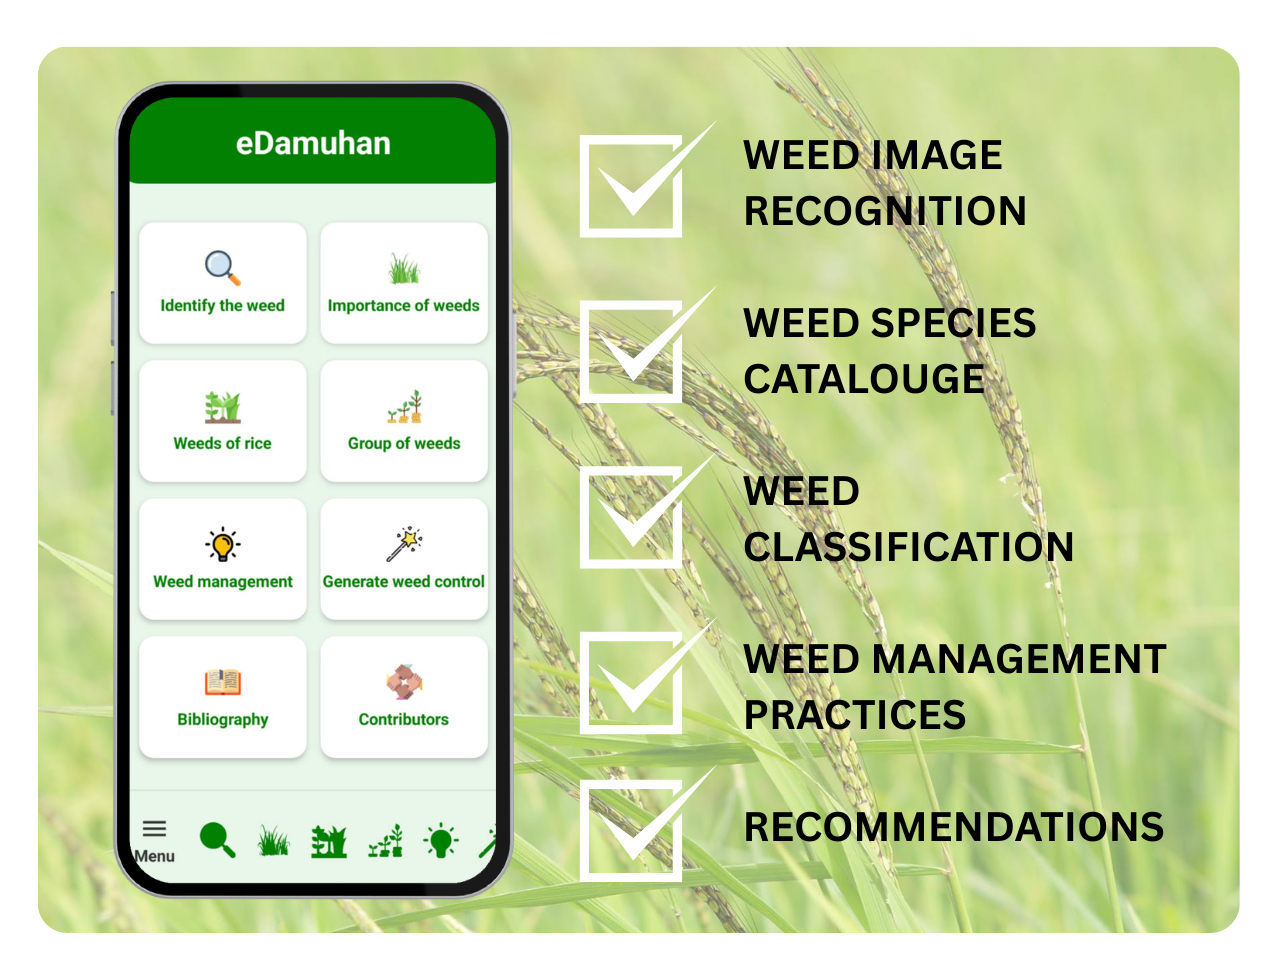 eDamuhan
Identify the weed
Importance of weeds
Weeds of rice
Group of weeds
Weed management
Generate weed control
Bibliography
Contributors
Menu
WEED IMAGE
RECOGNITION
WEED SPECIES
CATALOUGE
WEED
CLASSIFICATION
WEED MANAGEMENT
PRACTICES
RECOMMENDATIONS